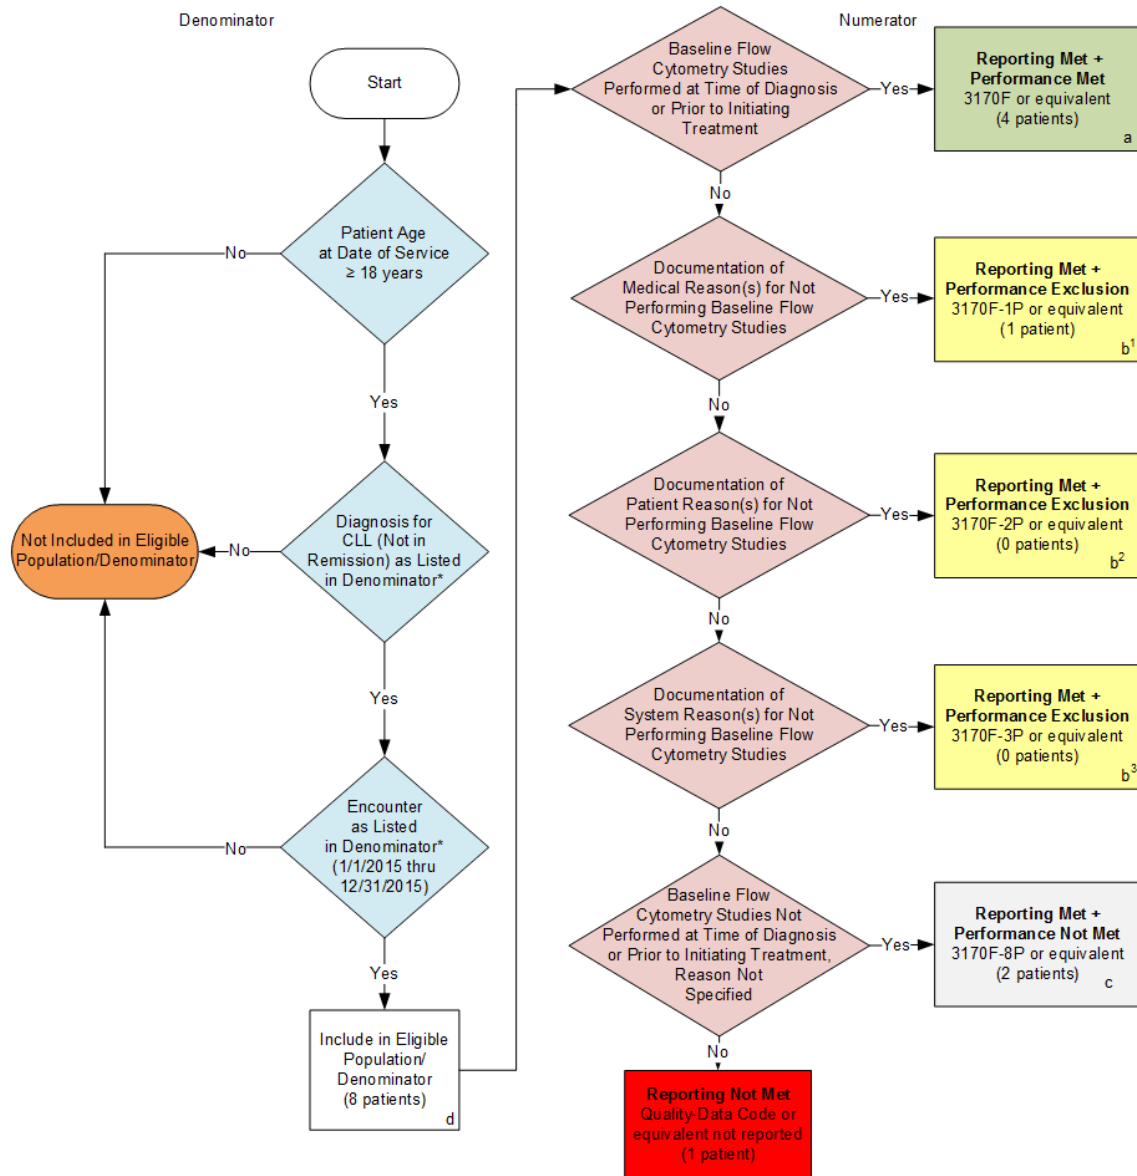 Denominator
Start
Patient Age
at Date of Service
≥ 18 years
No
Yes
Diagnosis for
CLL (Not in
Remission) as Listed
in Denominator*
No
Not Included in Eligible
Population/Denominator
Yes
Encounter
as Listed
in Denominator*
(1/1/2015 thru
12/31/2015)
No
Yes
Include in Eligible
Population/
Denominator
(8 patients)
d
Numerator
Baseline Flow
Cytometry Studies
Performed at Time of Diagnosis
or Prior to Initiating
Treatment
Yes
Reporting Met +
Performance Met
3170F or equivalent
(4 patients)
a
No
Documentation of
Medical Reason(s) for Not
Performing Baseline Flow
Cytometry Studies
Yes
Reporting Met +
Performance Exclusion
3170F-1P or equivalent
(1 patient)
b¹
No
Documentation of
Patient Reason(s) for Not
Performing Baseline Flow
Cytometry Studies
Yes
Reporting Met +
Performance Exclusion
3170F-2P or equivalent
(0 patients)
b²
No
Documentation of
System Reason(s) for Not
Performing Baseline Flow
Cytometry Studies
Yes
Reporting Met +
Performance Exclusion
3170F-3P or equivalent
(0 patients)
b³
No
Baseline Flow
Cytometry Studies Not
Performed at Time of Diagnosis
or Prior to Initiating Treatment,
Reason Not
Specified
Yes
Reporting Met +
Performance Not Met
3170F-8P or equivalent
(2 patients)
c
No
Reporting Not Met
Quality-Data Code or
equivalent not reported
(1 patient)